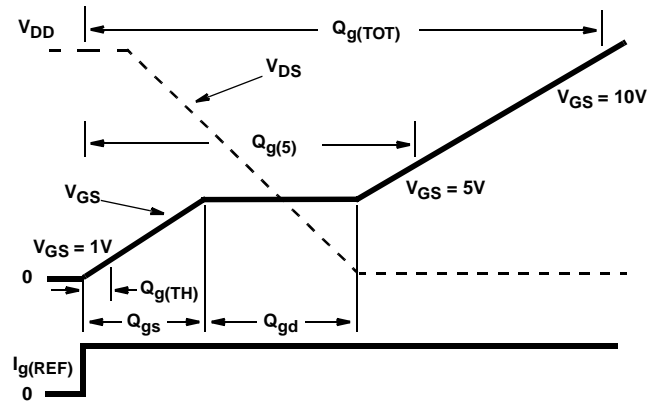 V_DD
Q_g(TOT)
V_DS
V_GS = 10V
Q_g(5)
V_GS
V_GS = 5V
V_GS = 1V
0
Q_g(TH)
Q_gs
Q_gd
I_g(REF)
0